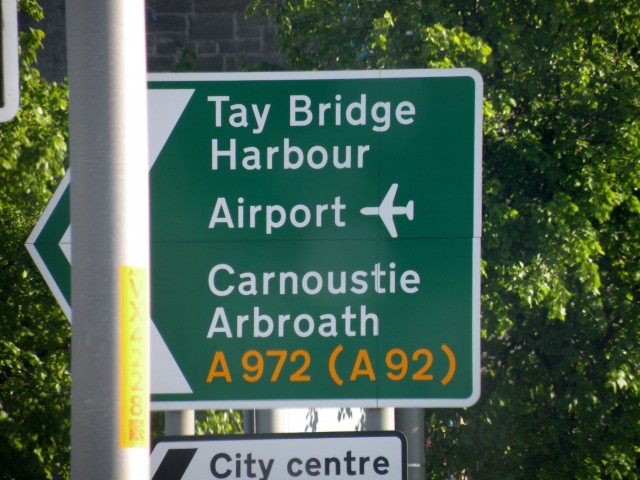 Tay Bridge
Harbour
Airport
Carnoustie
Arbroath
A 972 (A 92)
City centre